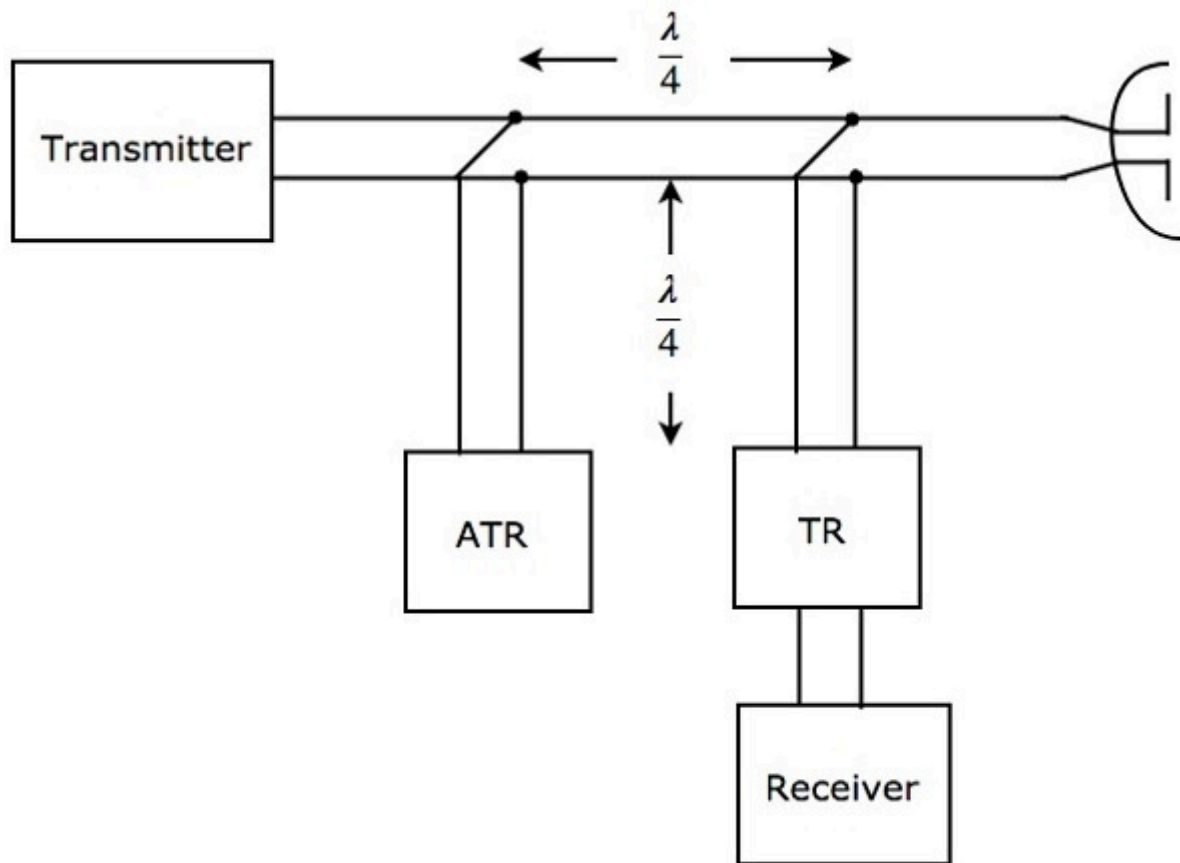 λ
4
Transmitter
λ
4
ATR
TR
Receiver